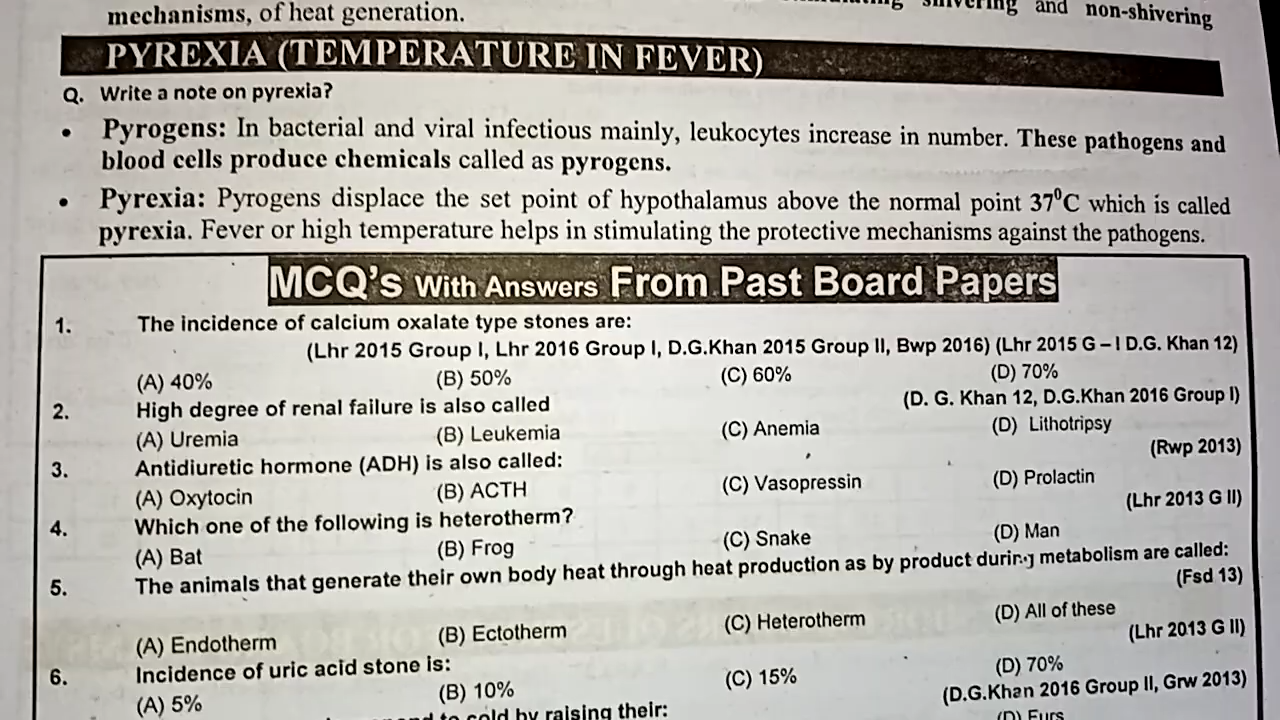 shivering and non-shivering
mechanisms, of heat generation.
PYREXIA (TEMPERATURE IN FEVER)
Q. Write a note on pyrexia?
• Pyrogens: In bacterial and viral infectious mainly, leukocytes increase in number. These pathogens and
blood cells produce chemicals called as pyrogens.
• Pyrexia: Pyrogens displace the set point of hypothalamus above the normal point 37⁰C which is called
pyrexia. Fever or high temperature helps in stimulating the protective mechanisms against the pathogens.
MCQ's With Answers From Past Board Papers
1. The incidence of calcium oxalate type stones are:
(Lhr 2015 Group I, Lhr 2016 Group I, D.G.Khan 2015 Group II, Bwp 2016) (Lhr 2015 G – I D.G. Khan 12)
(A) 40% (B) 50% (C) 60% (D) 70%
2. High degree of renal failure is also called (D. G. Khan 12, D.G.Khan 2016 Group I)
(A) Uremia (B) Leukemia (C) Anemia (D) Lithotripsy
3. Antidiuretic hormone (ADH) is also called: (Rwp 2013)
(A) Oxytocin (B) ACTH (C) Vasopressin (D) Prolactin
4. Which one of the following is heterotherm? (Lhr 2013 G II)
(A) Bat (B) Frog (C) Snake (D) Man
5. The animals that generate their own body heat through heat production as by product during metabolism are called:
(Fsd 13)
(A) Endotherm (B) Ectotherm (C) Heterotherm (D) All of these
6. Incidence of uric acid stone is: (Lhr 2013 G II)
(A) 5% (B) 10% (C) 15% (D) 70%
(D.G.Khan 2016 Group II, Grw 2013)
to cold by raising their:
(D) Furs